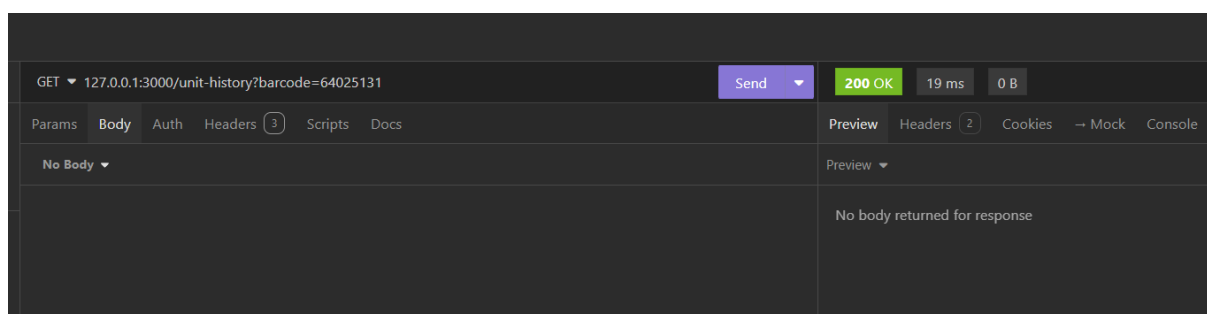 GET 127.0.0.1:3000/unit-history?barcode=64025131 Send 200 OK 19 ms 0 B
Params Body Auth Headers 3 Scripts Docs Preview Headers 2 Cookies → Mock Console
No Body Preview
No body returned for response